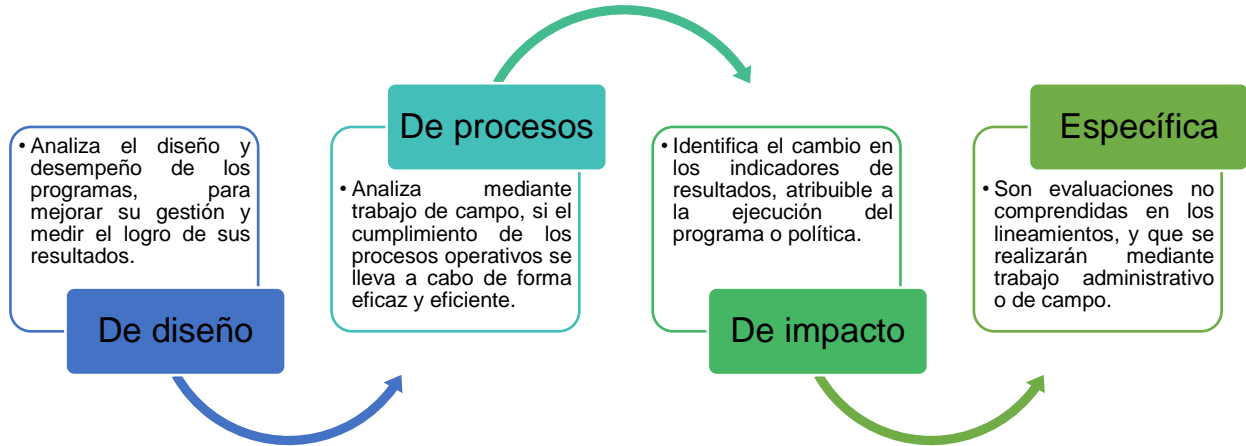 • Analiza el diseño y
desempeño de los
programas, para
mejorar su gestión y
medir el logro de sus
resultados.
De diseño
De procesos
• Analiza mediante
trabajo de campo, si el
cumplimiento de los
procesos operativos se
lleva a cabo de forma
eficaz y eficiente.
• Identifica el cambio en
los indicadores de
resultados, atribuible a
la ejecución del
programa o política.
De impacto
Específica
• Son evaluaciones no
comprendidas en los
lineamientos, y que se
realizarán mediante
trabajo administrativo
o de campo.